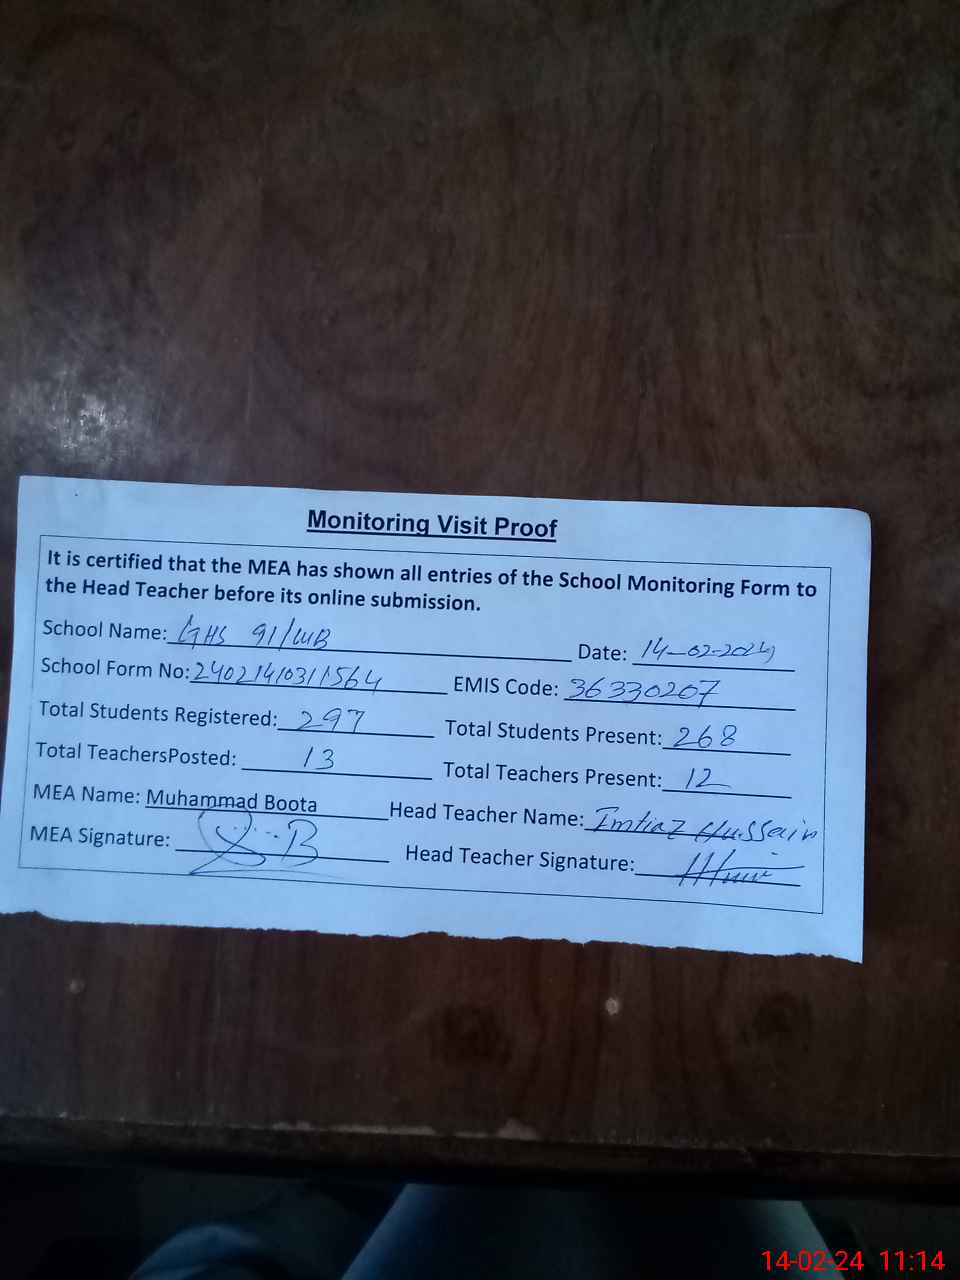 Monitoring Visit Proof
It is certified that the MEA has shown all entries of the School Monitoring Form to
the Head Teacher before its online submission.
School Name: GHS 91/WB Date: 14-02-2024
School Form No: 24021410311564 EMIS Code: 36330207
Total Students Registered: 297 Total Students Present: 268
Total TeachersPosted: 13 Total Teachers Present: 12
MEA Name: Muhammad Boota Head Teacher Name: Imtiaz Hussain
MEA Signature: Head Teacher Signature:
14-02-24 11:14